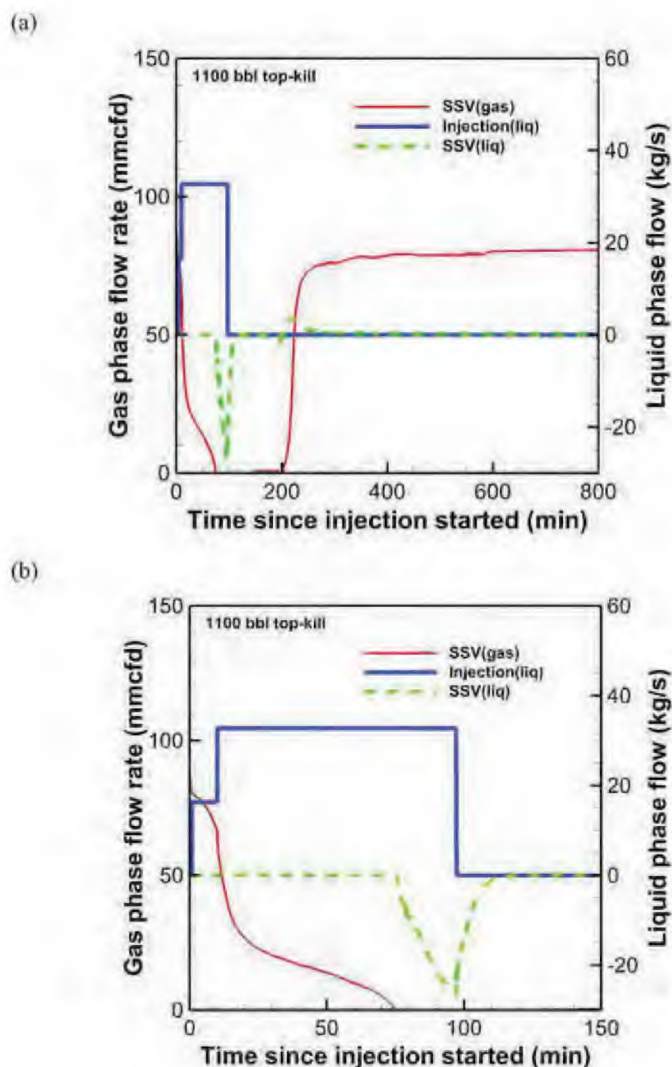 (a)
1100 bbl top-kill
SSV(gas)
Injection(liq)
SSV(liq)
Gas phase flow rate (mmcfd)
150
100
50
0
Liquid phase flow (kg/s)
60
40
20
0
-20
0 200 400 600 800
Time since injection started (min)
(b)
1100 bbl top-kill
SSV(gas)
Injection(liq)
SSV(liq)
Gas phase flow rate (mmcfd)
150
100
50
0
Liquid phase flow (kg/s)
60
40
20
0
-20
0 50 100 150
Time since injection started (min)